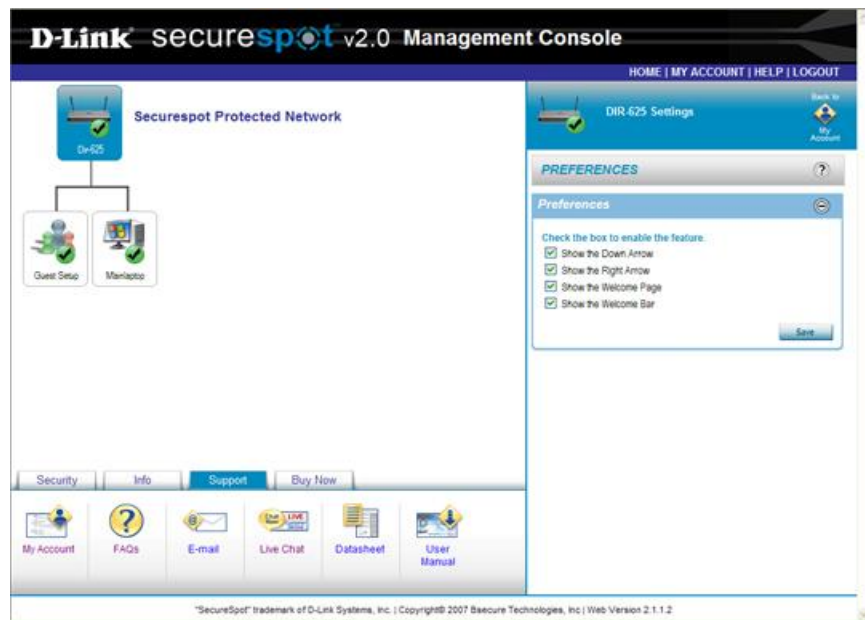 D-Link securespot v2.0 Management Console
HOME | MY ACCOUNT | HELP | LOGOUT
Dir-625
Securespot Protected Network
Guest Setup
Mainlaptop
DIR-625 Settings
Back to
My
Account
PREFERENCES
?
Preferences
Check the box to enable the feature.
Show the Down Arrow
Show the Right Arrow
Show the Welcome Page
Show the Welcome Bar
Save
Security
Info
Support
Buy Now
My Account
FAQs
E-mail
Live Chat
Datasheet
User
Manual
"SecureSpot" trademark of D-Link Systems, Inc. | Copyright© 2007 Bsecure Technologies, Inc | Web Version 2.1.1.2